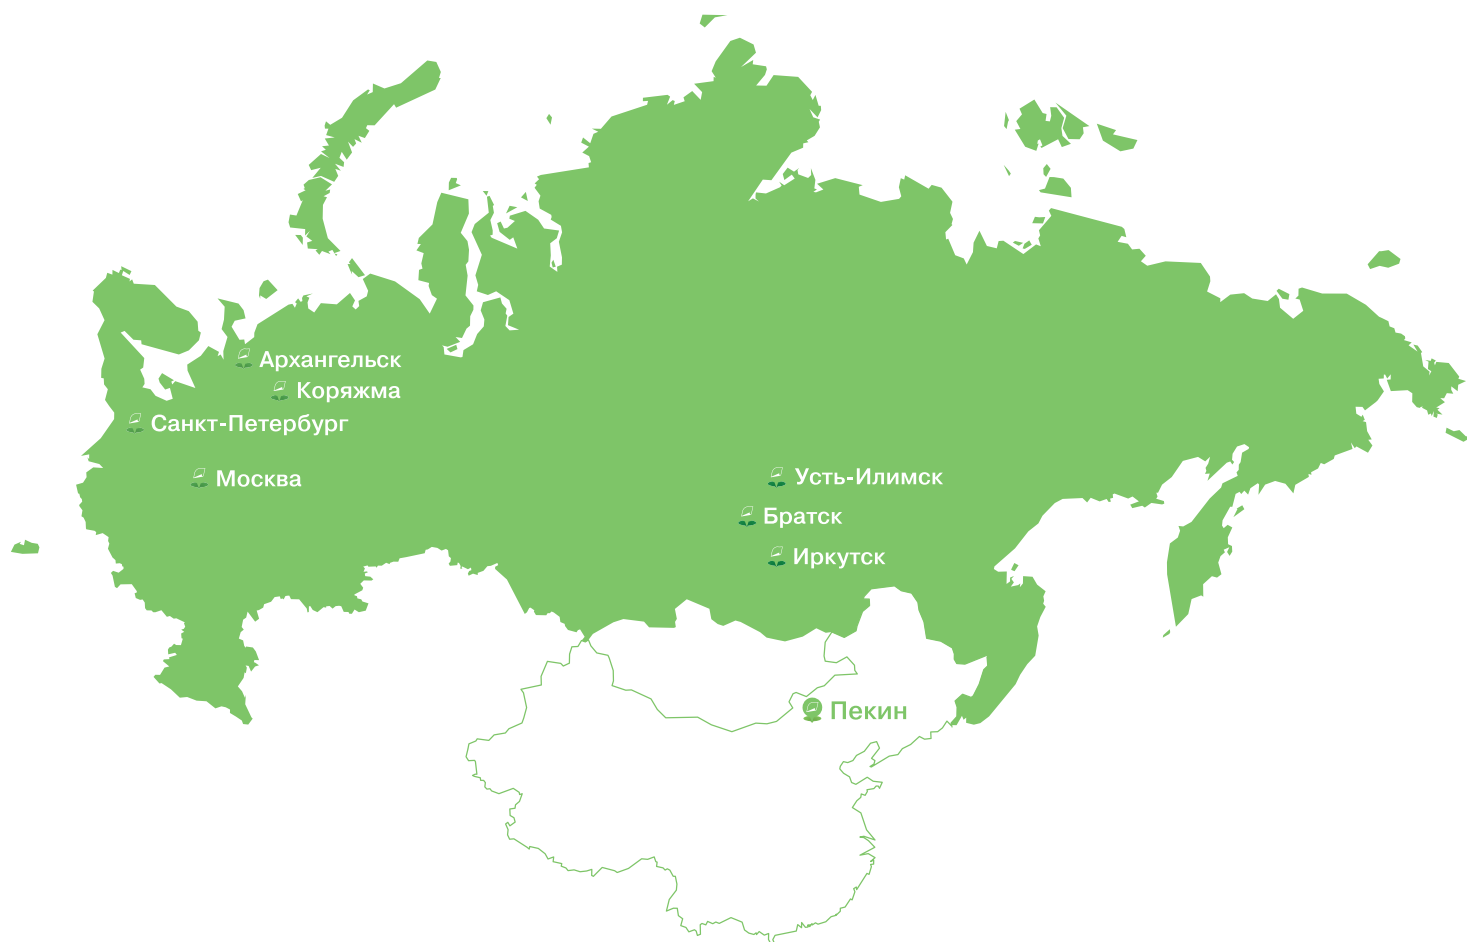 Архангельск
Коряжма
Санкт-Петербург
Москва
Усть-Илимск
Братск
Иркутск
Пекин